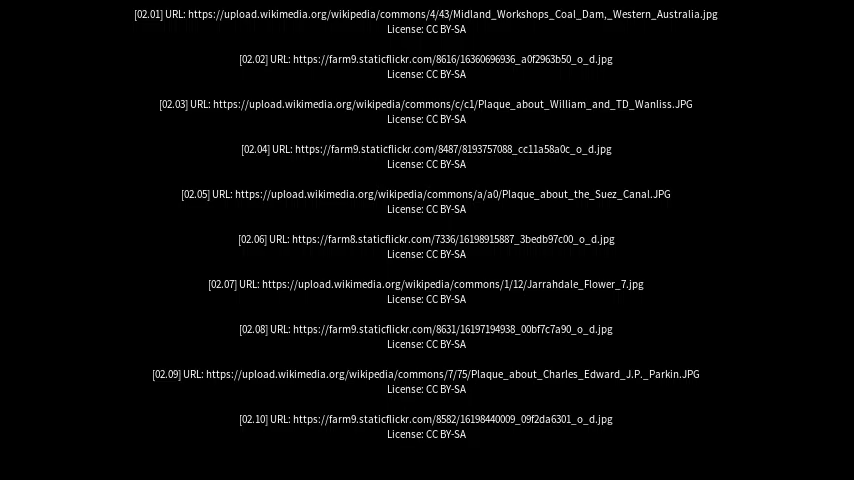 [02.01] URL: https://upload.wikimedia.org/wikipedia/commons/4/43/Midland_Workshops_Coal_Dam,_Western_Australia.jpg
License: CC BY-SA
[02.02] URL: https://farm9.staticflickr.com/8616/16360696936_a0f2963b50_o_d.jpg
License: CC BY-SA
[02.03] URL: https://upload.wikimedia.org/wikipedia/commons/c/c1/Plaque_about_William_and_TD_Wanliss.JPG
License: CC BY-SA
[02.04] URL: https://farm9.staticflickr.com/8487/8193757088_cc11a58a0c_o_d.jpg
License: CC BY-SA
[02.05] URL: https://upload.wikimedia.org/wikipedia/commons/a/a0/Plaque_about_the_Suez_Canal.JPG
License: CC BY-SA
[02.06] URL: https://farm8.staticflickr.com/7336/16198915887_3bedb97c00_o_d.jpg
License: CC BY-SA
[02.07] URL: https://upload.wikimedia.org/wikipedia/commons/1/12/Jarrahdale_Flower_7.jpg
License: CC BY-SA
[02.08] URL: https://farm9.staticflickr.com/8631/16197194938_00bf7c7a90_o_d.jpg
License: CC BY-SA
[02.09] URL: https://upload.wikimedia.org/wikipedia/commons/7/75/Plaque_about_Charles_Edward_J.P._Parkin.JPG
License: CC BY-SA
[02.10] URL: https://farm9.staticflickr.com/8582/16198440009_09f2da6301_o_d.jpg
License: CC BY-SA